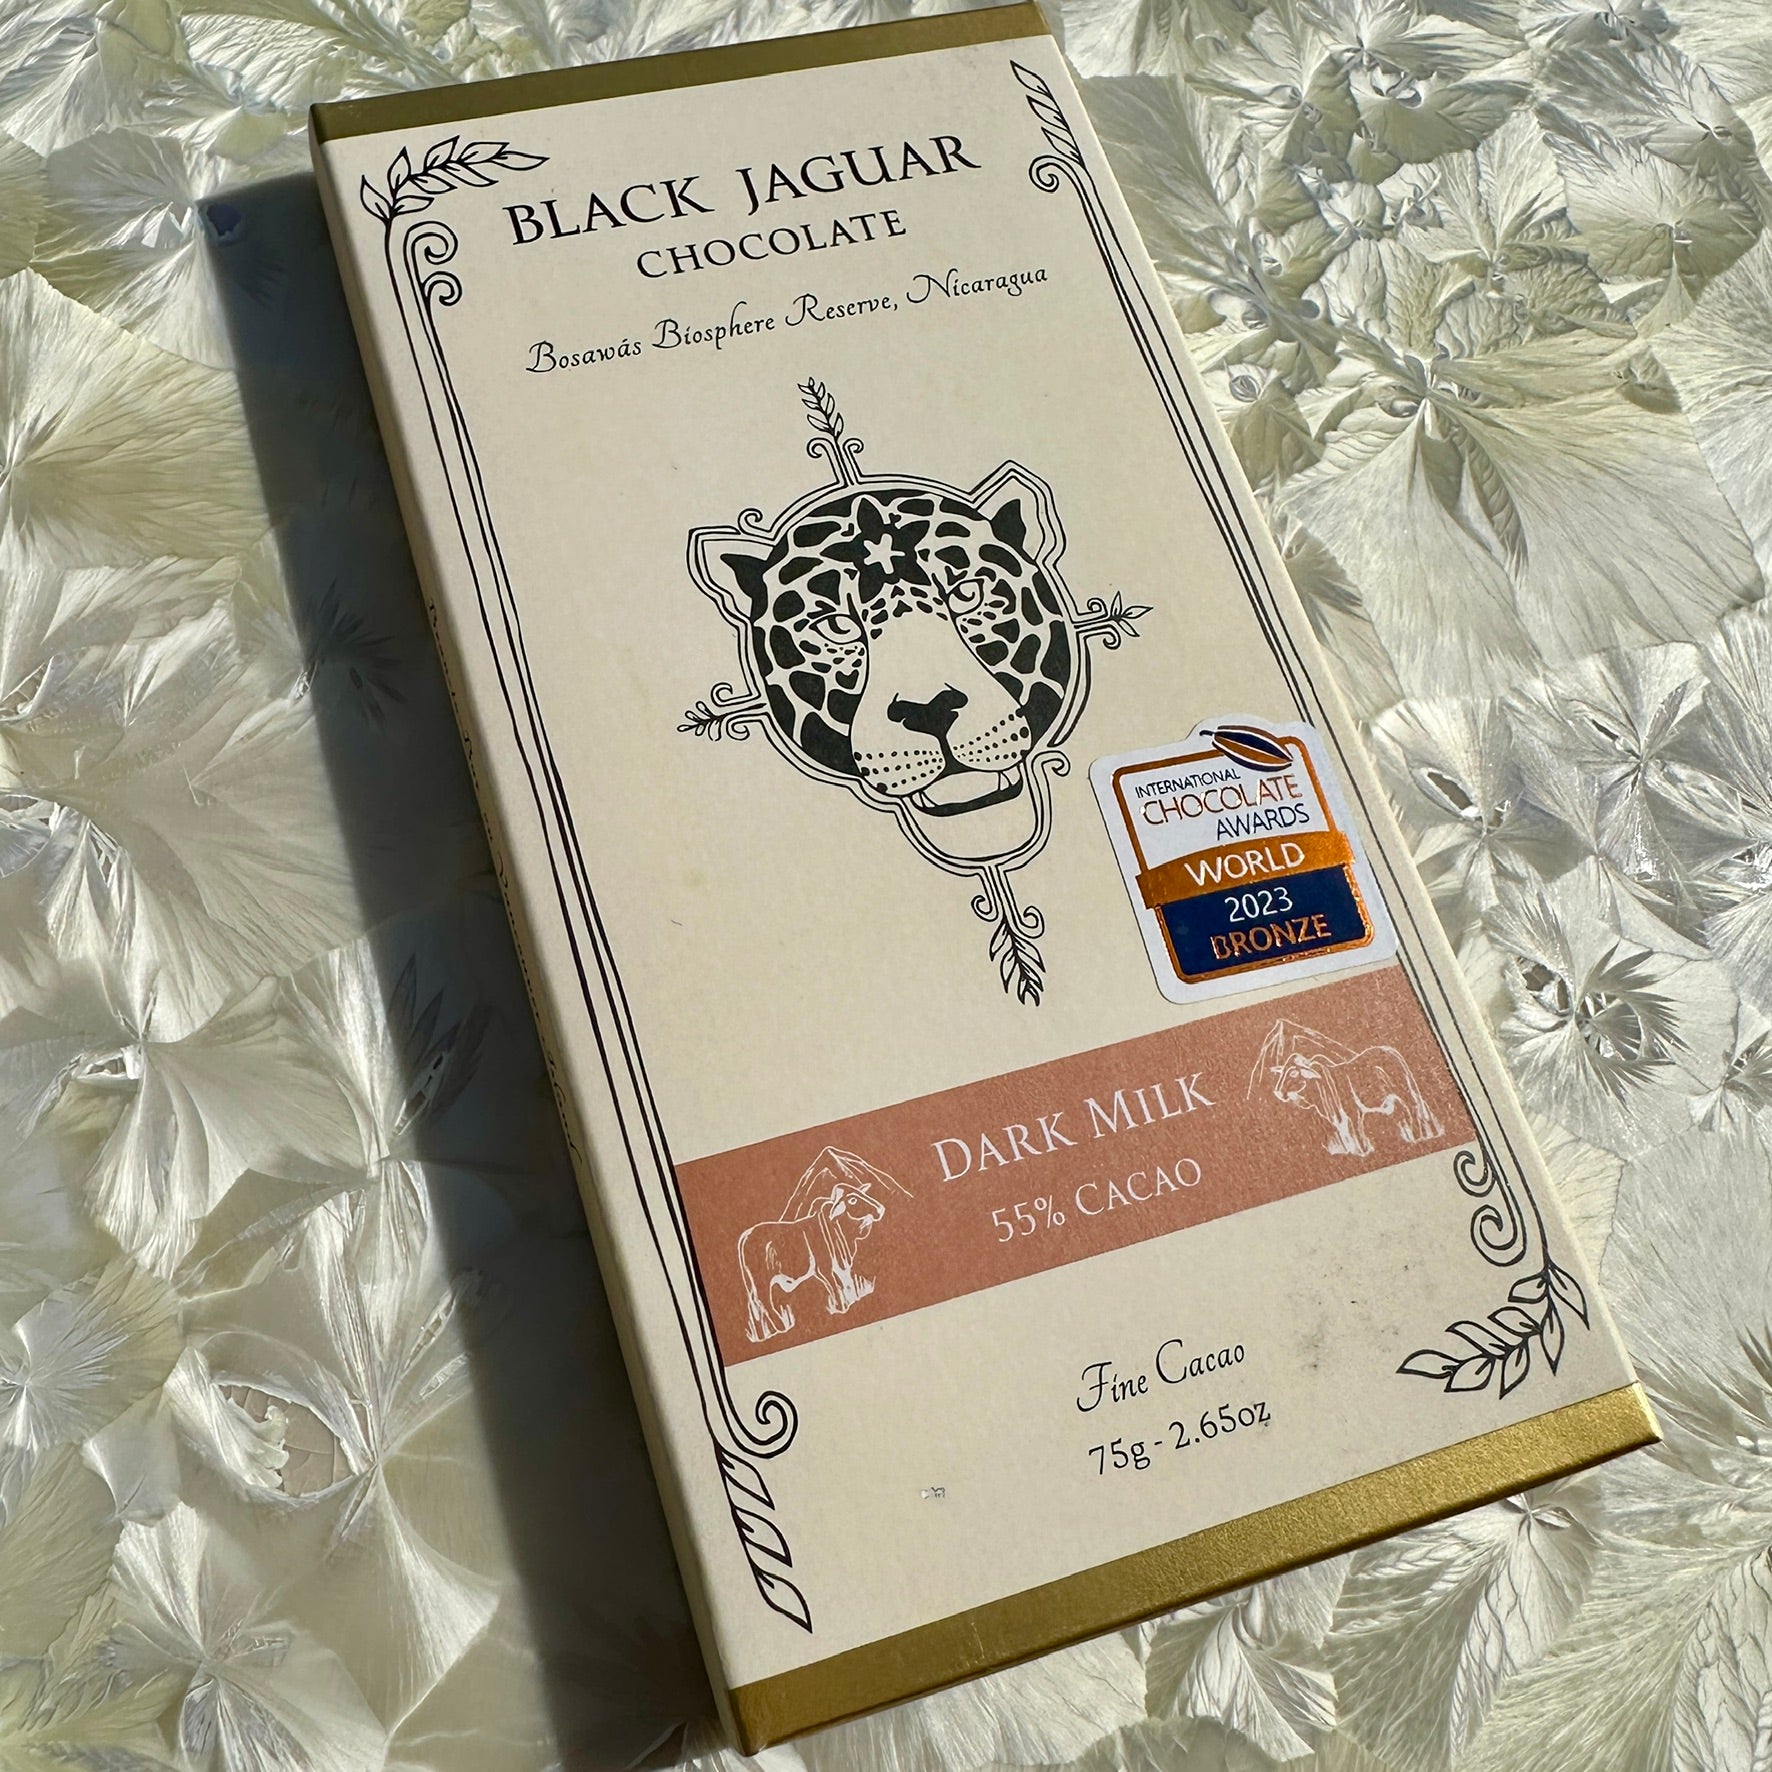 BLACK JAGUAR
CHOCOLATE
Bosawás Biosphere Reserve, Nicaragua
INTERNATIONAL
CHOCOLATE
AWARDS
WORLD
2023
BRONZE
DARK MILK
55% CACAO
Fine Cacao
75g - 2.65oz